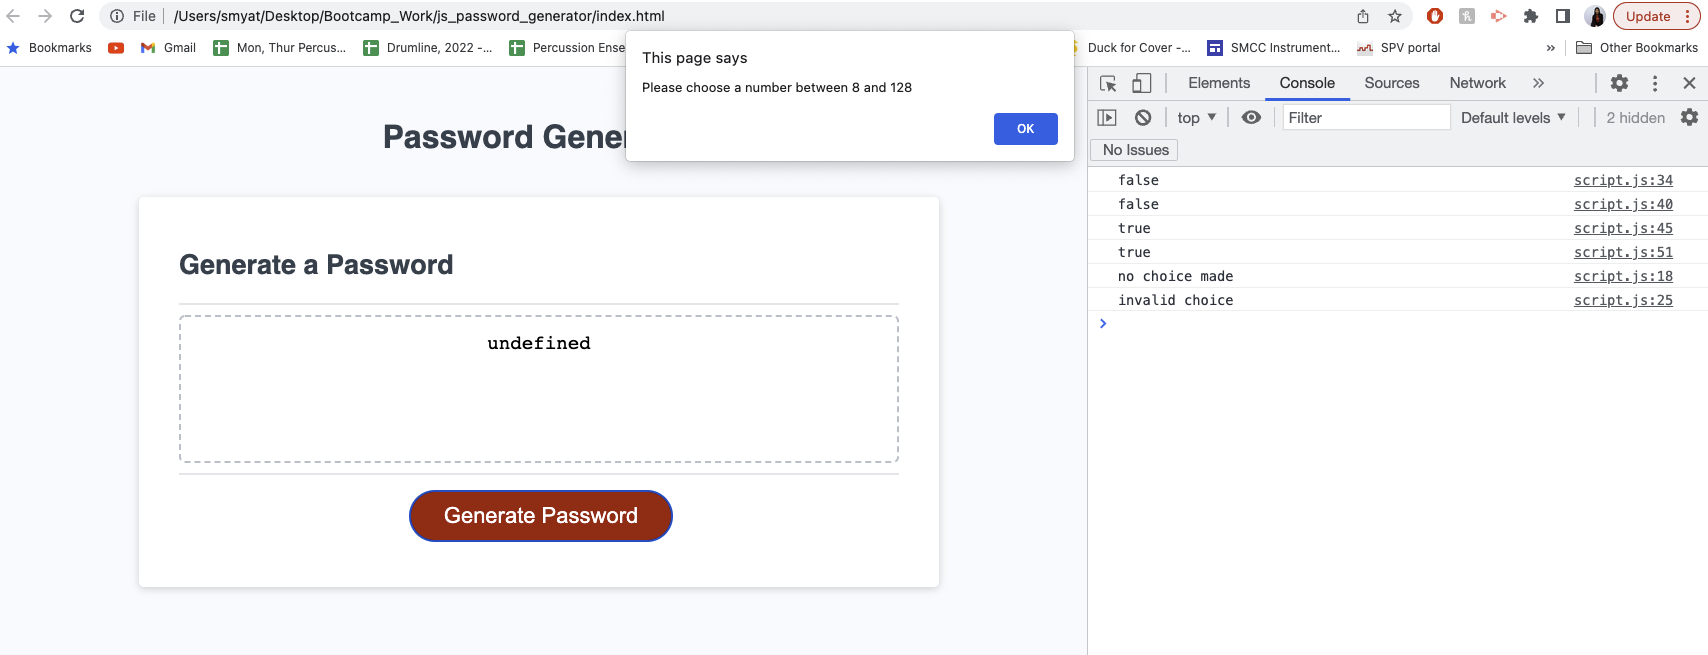 File /Users/smyat/Desktop/Bootcamp_Work/js_password_generator/index.html Update
Bookmarks Gmail Mon, Thur Percus... Drumline, 2022 -... Percussion Ense Duck for Cover -... SMCC Instrument... SPV portal » Other Bookmarks
This page says
Please choose a number between 8 and 128
OK
Password Gener
Generate a Password
undefined
Generate Password
Elements Console Sources Network »
top Filter Default levels 2 hidden
No Issues
false script.js:34
false script.js:40
true script.js:45
true script.js:51
no choice made script.js:18
invalid choice script.js:25